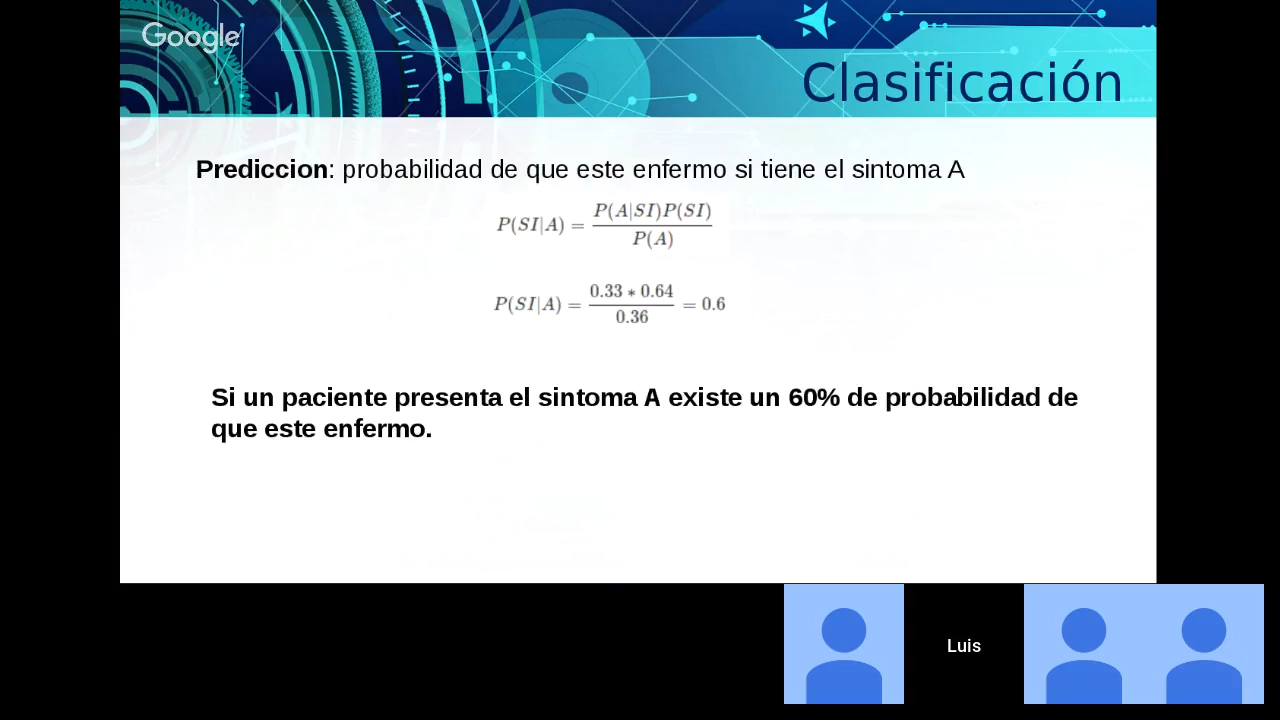 Google
Clasificación
Prediccion: probabilidad de que este enfermo si tiene el sintoma A
P(SI|A) = P(A|SI)P(SI) / P(A)
P(SI|A) = 0.33 * 0.64 / 0.36 = 0.6
Si un paciente presenta el sintoma A existe un 60% de probabilidad de
que este enfermo.
Luis